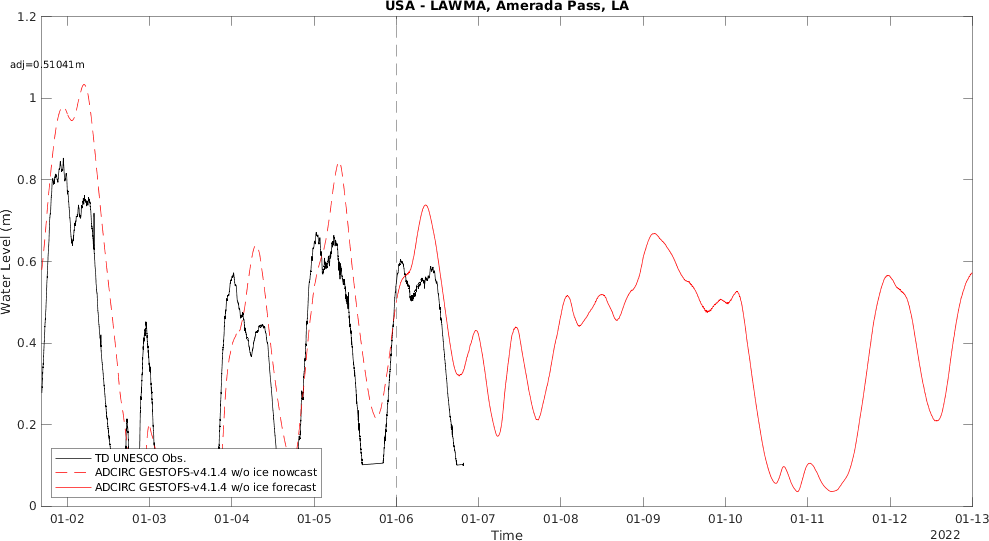 USA - LAWMA, Amerada Pass, LA
adj=0.51041m
1.2
1
0.8
0.6
0.4
0.2
0
Water Level (m)
TD UNESCO Obs.
ADCIRC GESTOFS-v4.1.4 w/o ice nowcast
ADCIRC GESTOFS-v4.1.4 w/o ice forecast
01-02 01-03 01-04 01-05 01-06 01-07 01-08 01-09 01-10 01-11 01-12 01-13
Time
2022